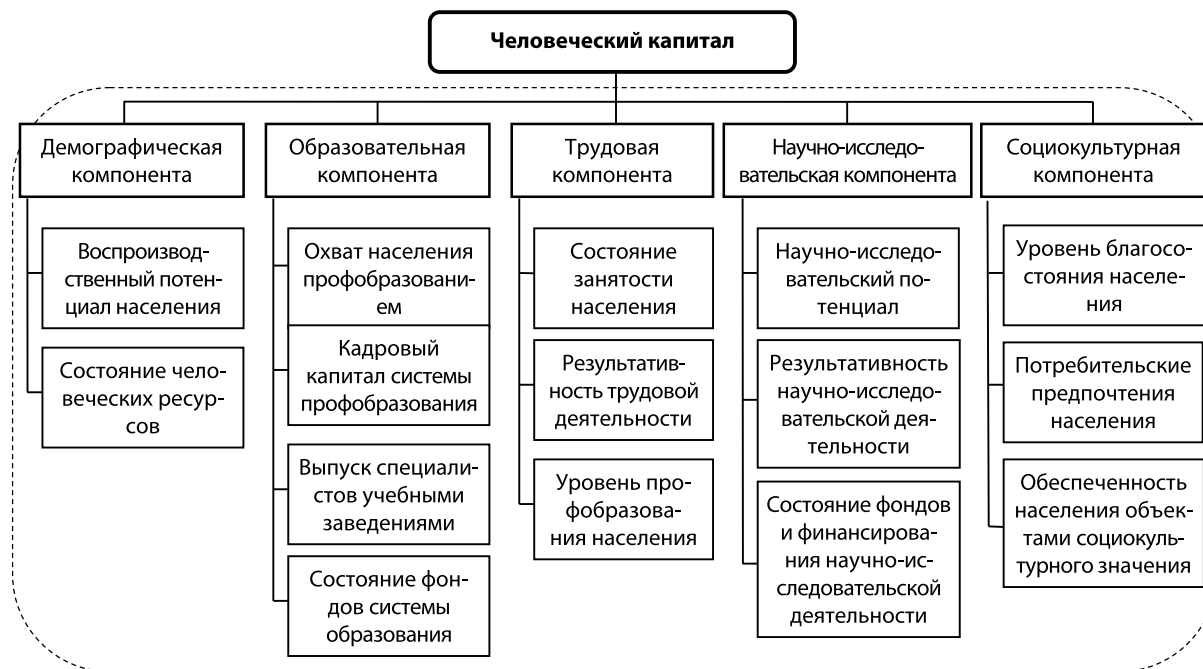 Человеческий капитал
Демографическая
компонента
Воспроизвод-
ственный потен-
циал населения
Состояние чело-
веческих ресур-
сов
Образовательная
компонента
Охват населения
профобразовани-
ем
Кадровый
капитал системы
профобразования
Выпуск специали-
стов учебными
заведениями
Состояние фон-
дов системы
образования
Трудовая
компонента
Состояние
занятости
населения
Результатив-
ность трудовой
деятельности
Уровень про-
фобразова-
ния населения
Научно-исследо-
вательская компонента
Научно-исследо-
вательский по-
тенциал
Результативность
научно-исследо-
вательской дея-
тельности
Состояние фондов
и финансирова-
ния научно-ис-
следовательской
деятельности
Социокультурная
компонента
Уровень благосо-
стояния населе-
ния
Потребительские
предпочтения
населения
Обеспеченность
населения объек-
тами социокуль-
турного значения